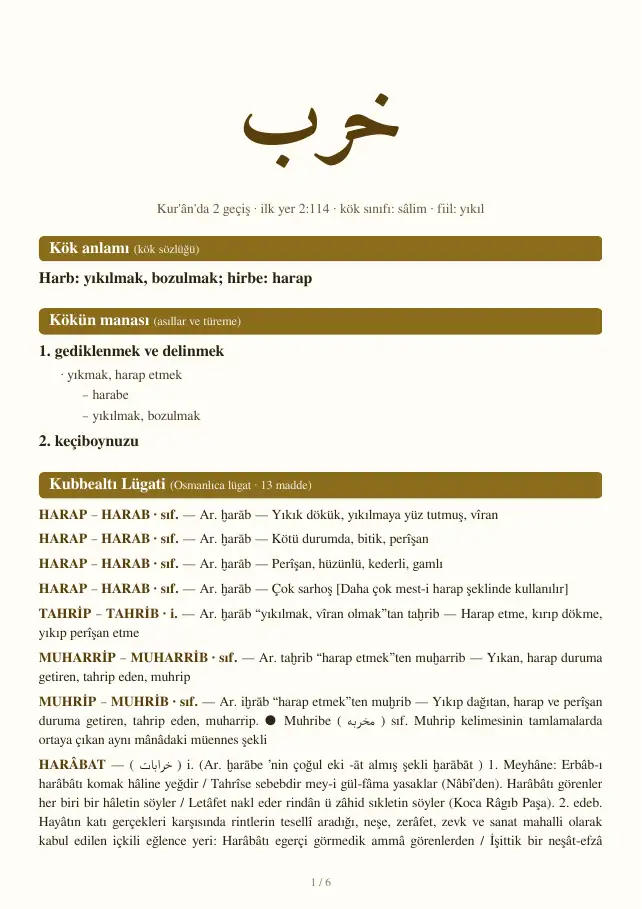 خرب
Kur'ân'da 2 geçiş · ilk yer 2:114 · kök sınıfı: sâlim · fiil: yıkıl
Kök anlamı (kök sözlüğü)
Harb: yıkılmak, bozulmak; hirbe: harap
Kökün manası (asıllar ve türeme)
1. gediklenmek ve delinmek
· yıkmak, harap etmek
– harabe
– yıkılmak, bozulmak
2. keçiboynuzu
Kubbealtı Lügati (Osmanlıca lügat · 13 madde)
HARAP – HARAB · sıf. — Ar. ḫarāb — Yıkık dökük, yıkılmaya yüz tutmuş, vîran
HARAP – HARAB · sıf. — Ar. ḫarāb — Kötü durumda, bitik, perîşan
HARAP – HARAB · sıf. — Ar. ḫarāb — Perîşan, hüzünlü, kederli, gamlı
HARAP – HARAB · sıf. — Ar. ḫarāb — Çok sarhoş [Daha çok mest-i harap şeklinde kullanılır]
TAHRİP – TAHRİB · i. — Ar. ḫarāb “yıkılmak, vîran olmak”tan taḫrіb — Harap etme, kırıp dökme,
yıkıp perîşan etme
MUHARRİP – MUHARRİB · sıf. — Ar. taḫrib “harap etmek”ten muḫarrib — Yıkan, harap duruma
getiren, tahrip eden, muhrip
MUHRİP – MUHRİB · sıf. — Ar. iḫrāb “harap etmek”ten muḫrib — Yıkıp dağıtan, harap ve perîşan
duruma getiren, tahrip eden, muharrip. ● Muhribe ( مخربه ) sıf. Muhrip kelimesinin tamlamalarda
ortaya çıkan aynı mânâdaki müennes şekli
HARÂBAT — ( خرابات ) i. (Ar. ḫarābe ’nin çoğul eki -āt almış şekli ḫarābāt ) 1. Meyhâne: Erbâb-ı
harâbâtı komak hâline yeğdir / Tahrîse sebebdir mey-i gül-fâma yasaklar (Nâbî’den). Harâbâtı görenler
her biri bir hâletin söyler / Letâfet nakl eder rindân ü zâhid sıkletin söyler (Koca Râgıb Paşa). 2. edeb.
Hayâtın katı gerçekleri karşısında rintlerin tesellî aradığı, neşe, zerâfet, zevk ve sanat mahalli olarak
kabul edilen içkili eğlence yeri: Harâbâtı egerçi görmedik ammâ görenlerden / İşittik bir neşât-efzâ
1 / 6